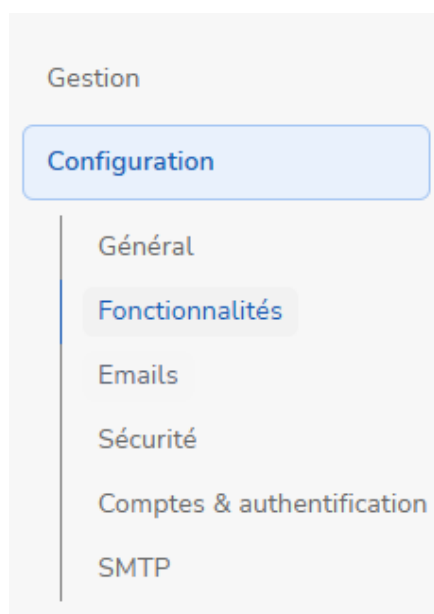 Gestion
Configuration
Général
Fonctionnalités
Emails
Sécurité
Comptes & authentification
SMTP